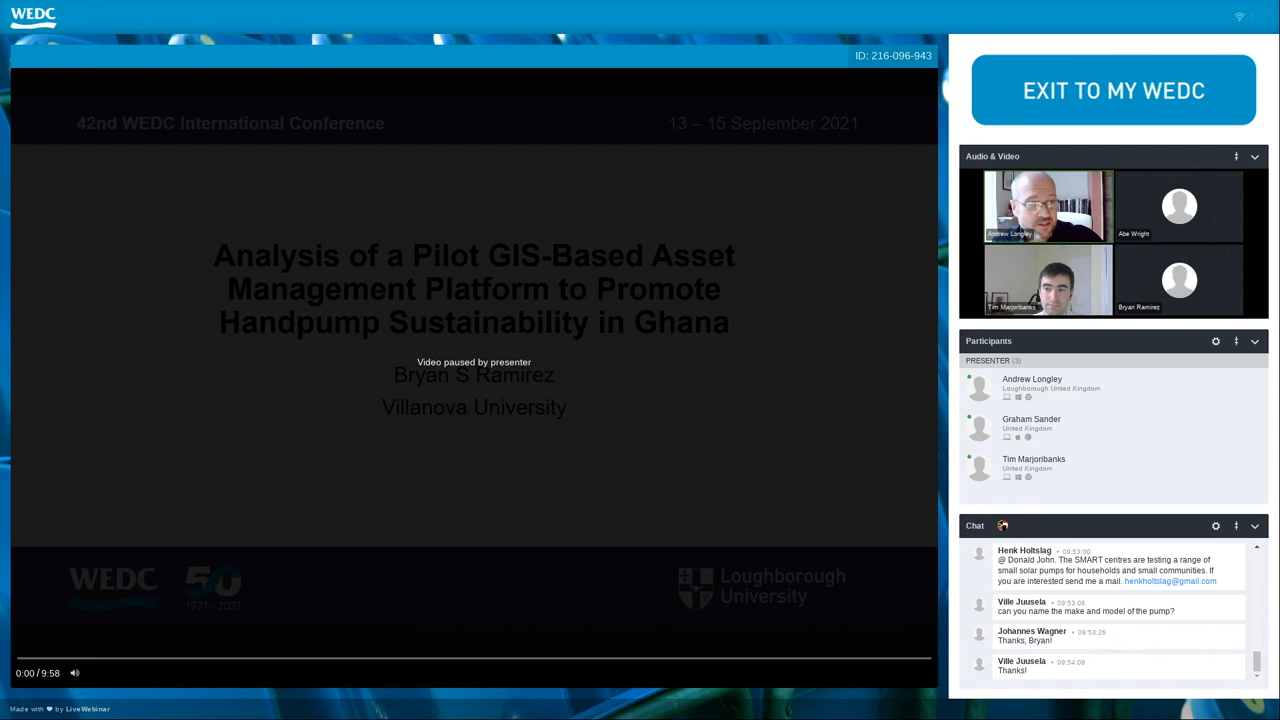 WEDC
ID: 216-096-943
42nd WEDC International Conference
13 – 15 September 2021
Analysis of a Pilot GIS-Based Asset
Management Platform to Promote
Handpump Sustainability in Ghana
Video paused by presenter
Bryan S Ramirez
Villanova University
WEDC
50
1971 – 2021
Loughborough
University
0:00 / 9:58
Made with ❤ by LiveWebinar
EXIT TO MY WEDC
Audio & Video
Andrew Longley
Abe Wright
Tim Marjoribanks
Bryan Ramirez
Participants
PRESENTER (3)
Andrew Longley
Loughborough United Kingdom
Graham Sander
United Kingdom
Tim Marjoribanks
United Kingdom
Chat
Henk Holtslag • 09:53:00
@ Donald John. The SMART centres are testing a range of
small solar pumps for households and small communities. If
you are interested send me a mail. henkholtslag@gmail.com
Ville Juusela • 09:53:08
can you name the make and model of the pump?
Johannes Wagner • 09:53:26
Thanks, Bryan!
Ville Juusela • 09:54:08
Thanks!